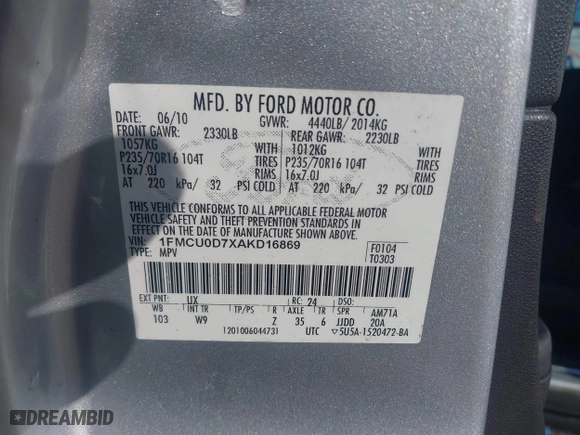 MFD. BY FORD MOTOR CO.
DATE: 06/10 GVWR: 4440LB/ 2014KG
FRONT GAWR: 2330LB REAR GAWR: 2230LB
1057KG WITH 1012KG WITH
P235/70R16 104T TIRES P235/70R16 104T TIRES
16x7.0J RIMS 16x7.0J RIMS
AT 220 kPa/ 32 PSI COLD AT 220 kPa/ 32 PSI COLD
THIS VEHICLE CONFORMS TO ALL APPLICABLE FEDERAL MOTOR
VEHICLE SAFETY AND THEFT PREVENTION STANDARDS IN
EFFECT ON THE DATE OF MANUFACTURE SHOWN ABOVE.
VIN: 1FMCU0D7XAKD16869 F0104
TYPE: MPV T0303
EXT PNT: UX RC: 24 DSO:
WB INT TR TP/PS R AXLE TR SPR AM71A
103 W9 Z 35 6 JJDD 20A
1201006044731 UTC ▽5U5A-1520472-BA
DREAMBID